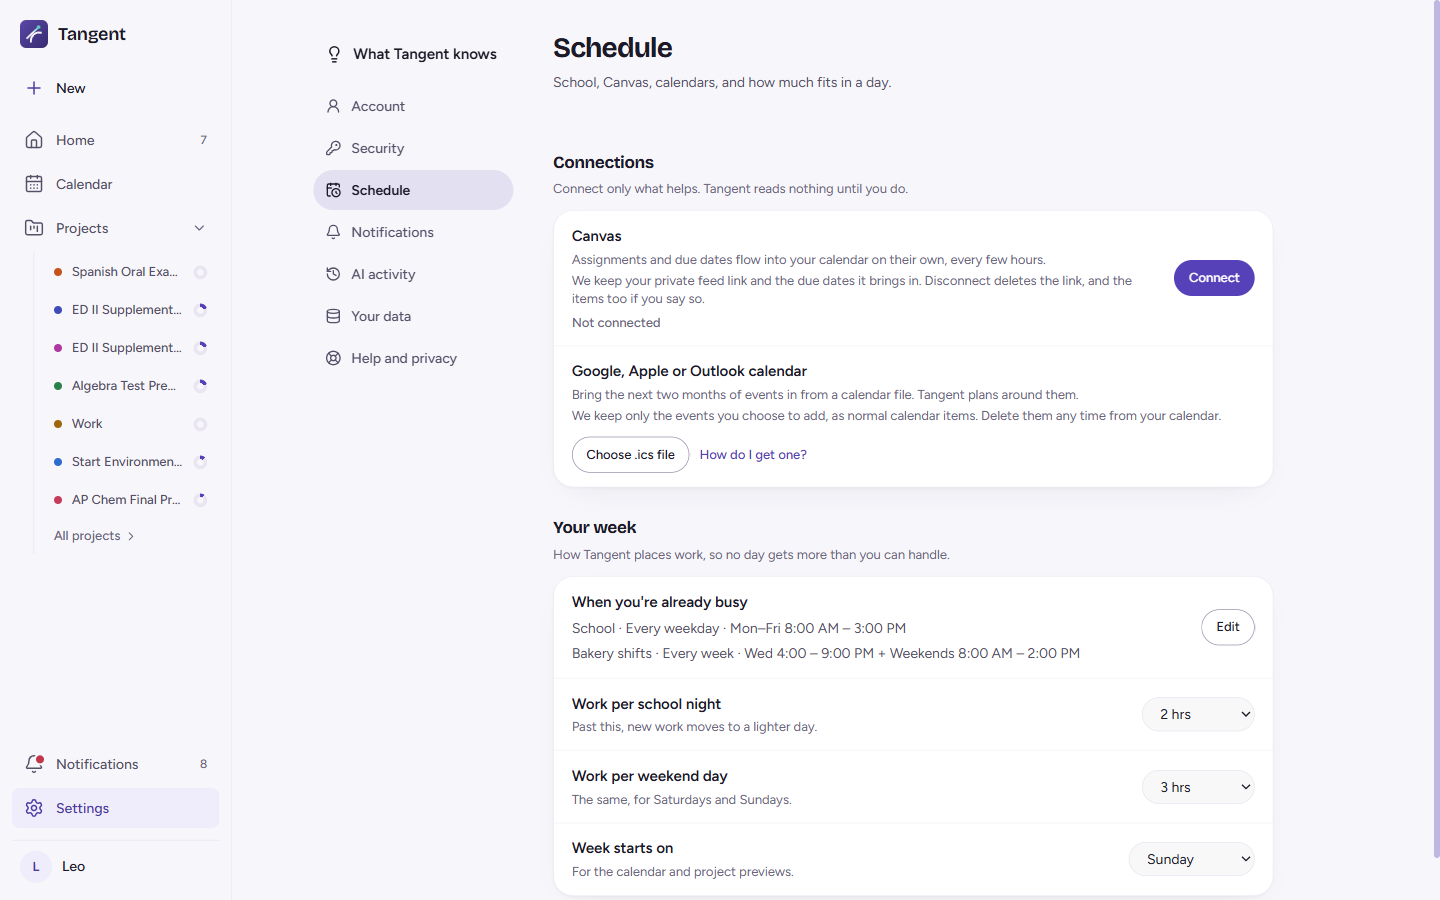 Tangent
New
Home 7
Calendar
Projects
Spanish Oral Exa...
ED II Supplement...
ED II Supplement...
Algebra Test Pre...
Work
Start Environmen...
AP Chem Final Pr...
All projects
Notifications 8
Settings
L Leo
What Tangent knows
Account
Security
Schedule
Notifications
AI activity
Your data
Help and privacy
Schedule
School, Canvas, calendars, and how much fits in a day.
Connections
Connect only what helps. Tangent reads nothing until you do.
Canvas
Assignments and due dates flow into your calendar on their own, every few hours.
We keep your private feed link and the due dates it brings in. Disconnect deletes the link, and the
items too if you say so.
Not connected
Connect
Google, Apple or Outlook calendar
Bring the next two months of events in from a calendar file. Tangent plans around them.
We keep only the events you choose to add, as normal calendar items. Delete them any time from your calendar.
Choose .ics file How do I get one?
Your week
How Tangent places work, so no day gets more than you can handle.
When you're already busy
School · Every weekday · Mon–Fri 8:00 AM – 3:00 PM
Bakery shifts · Every week · Wed 4:00 – 9:00 PM + Weekends 8:00 AM – 2:00 PM
Edit
Work per school night
Past this, new work moves to a lighter day.
2 hrs
Work per weekend day
The same, for Saturdays and Sundays.
3 hrs
Week starts on
For the calendar and project previews.
Sunday